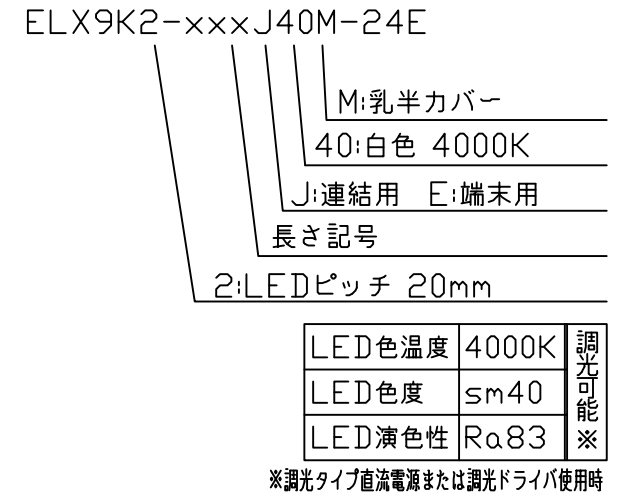 ELX9K2-xxxJ40M-24E
M:乳半カバー
40:白色 4000K
J:連結用 E:端末用
長さ記号
2:LEDピッチ 20mm
LED色温度 4000K
LED色度 sm40
LED演色性 Ra83
調光可能※
※調光タイプ直流電源または調光ドライバ使用時